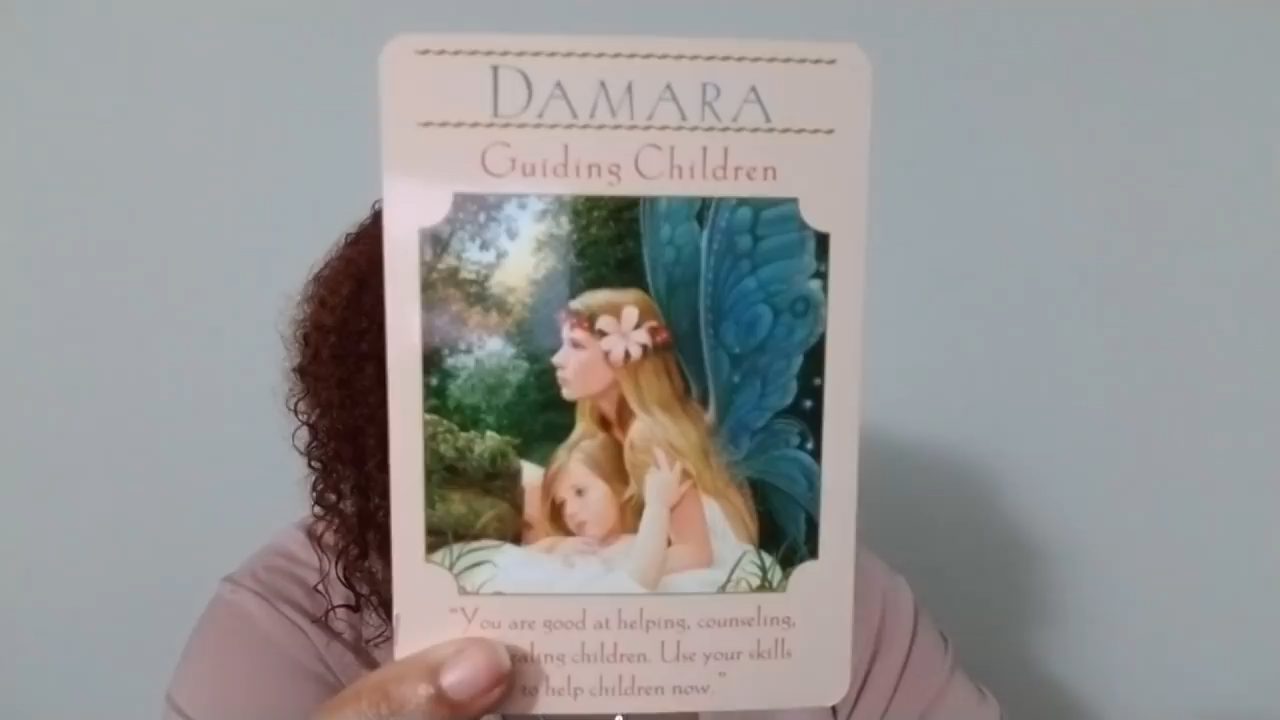 DAMARA
Guiding Children
"You are good at helping, counseling,
children. Use your skills
to help children now."